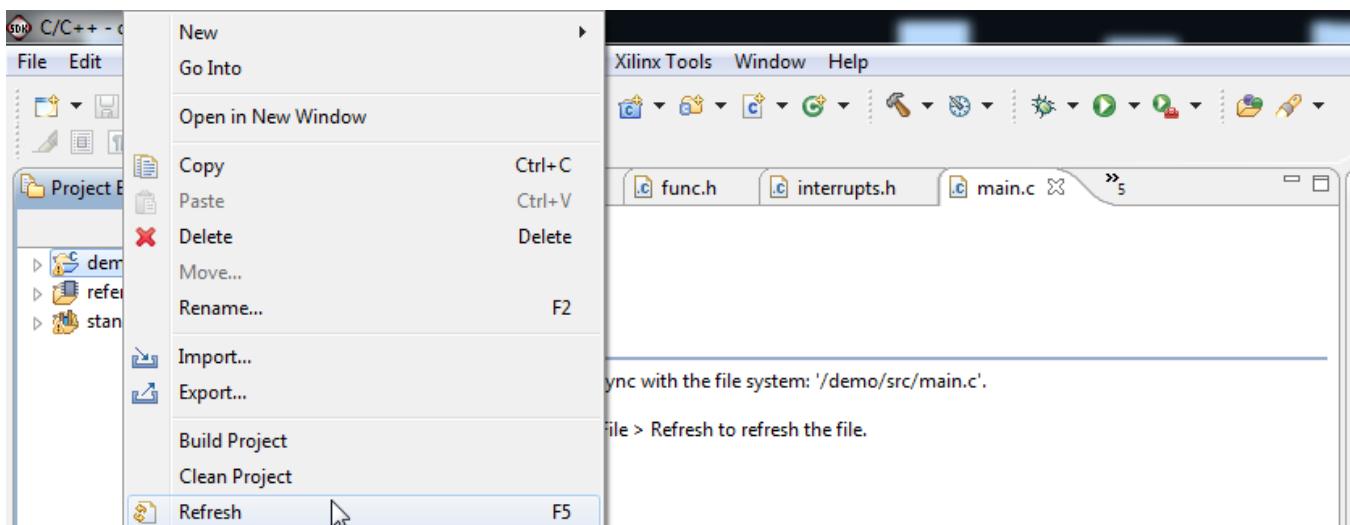 C/C++ -
File Edit
Xilinx Tools Window Help
Project
dem
refer
stan
New
Go Into
Open in New Window
Copy Ctrl+C
Paste Ctrl+V
Delete Delete
Move...
Rename... F2
Import...
Export...
Build Project
Clean Project
Refresh F5
func.h interrupts.h main.c »5
ync with the file system: '/demo/src/main.c'.
File > Refresh to refresh the file.